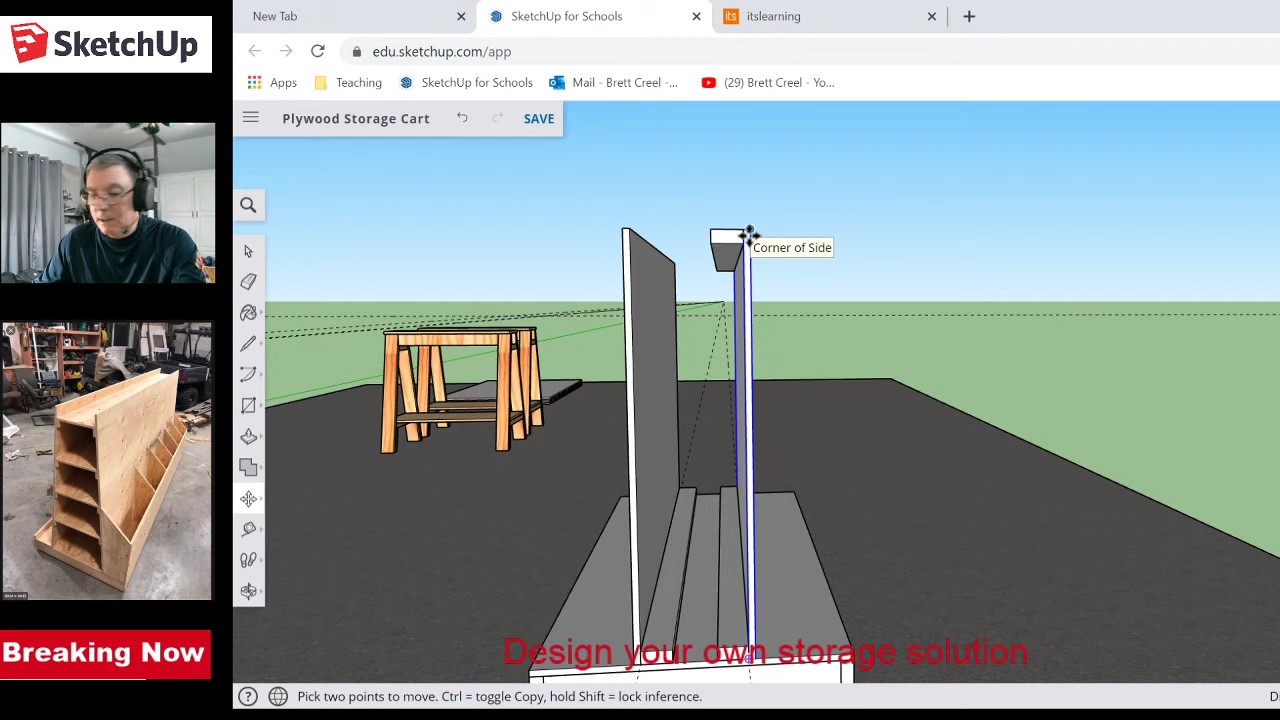 SketchUp
New Tab
SketchUp for Schools
its
itslearning
edu.sketchup.com/app
Apps
Teaching
SketchUp for Schools
Mail - Brett Creel -...
(29) Brett Creel - Yo...
Plywood Storage Cart
SAVE
Corner of Side
Design your own storage solution
Breaking Now
Pick two points to move. Ctrl = toggle Copy, hold Shift = lock inference.